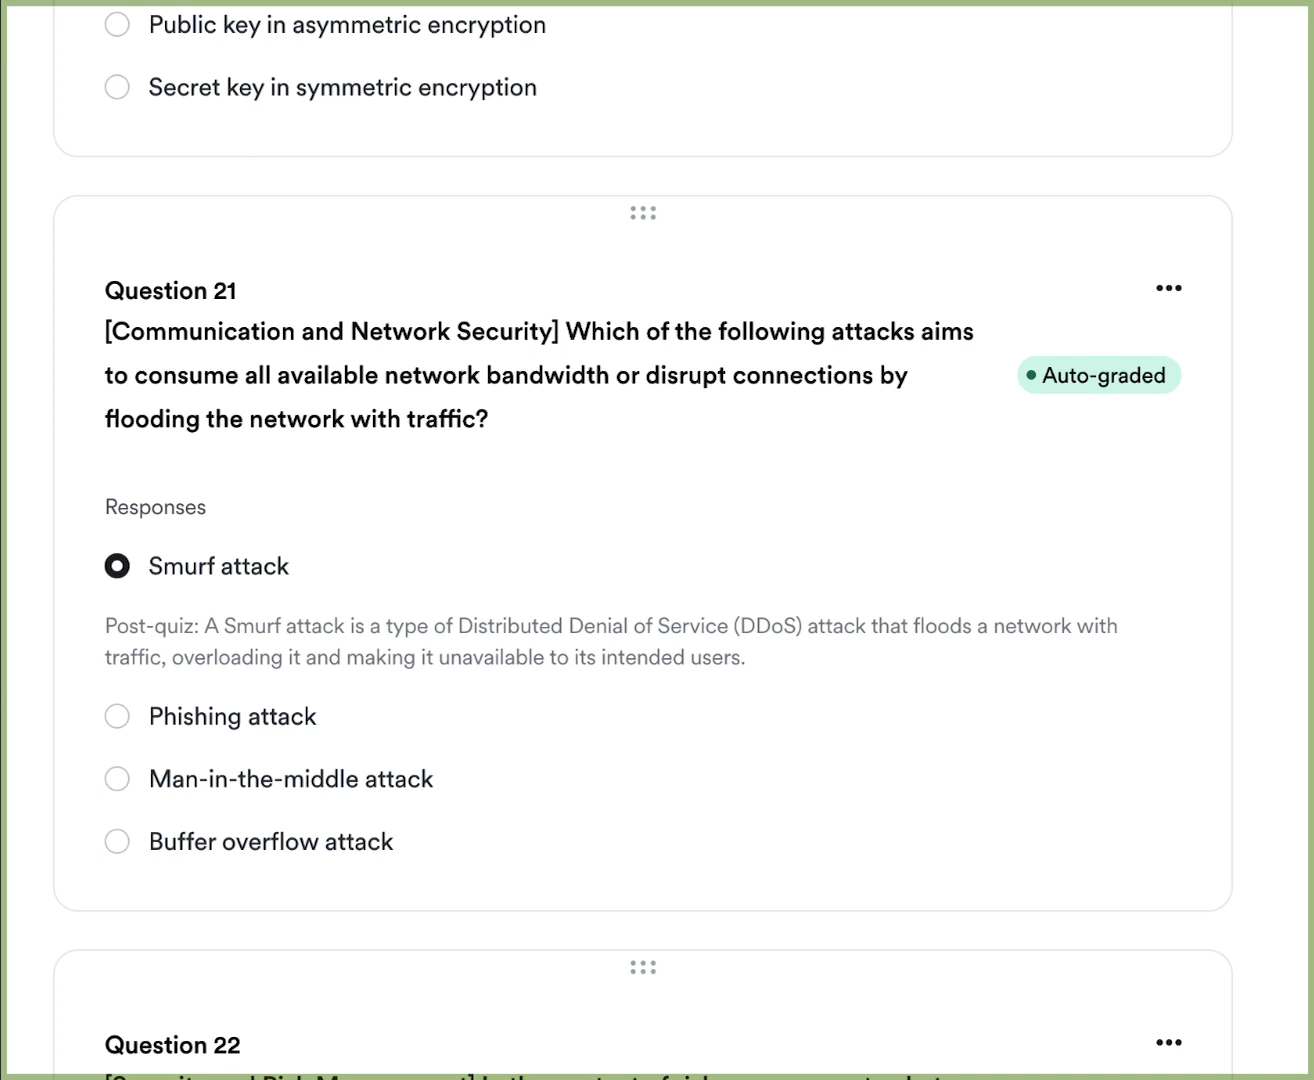 Public key in asymmetric encryption
Secret key in symmetric encryption
Question 21
[Communication and Network Security] Which of the following attacks aims
to consume all available network bandwidth or disrupt connections by
flooding the network with traffic?
Auto-graded
Responses
Smurf attack
Post-quiz: A Smurf attack is a type of Distributed Denial of Service (DDoS) attack that floods a network with
traffic, overloading it and making it unavailable to its intended users.
Phishing attack
Man-in-the-middle attack
Buffer overflow attack
Question 22